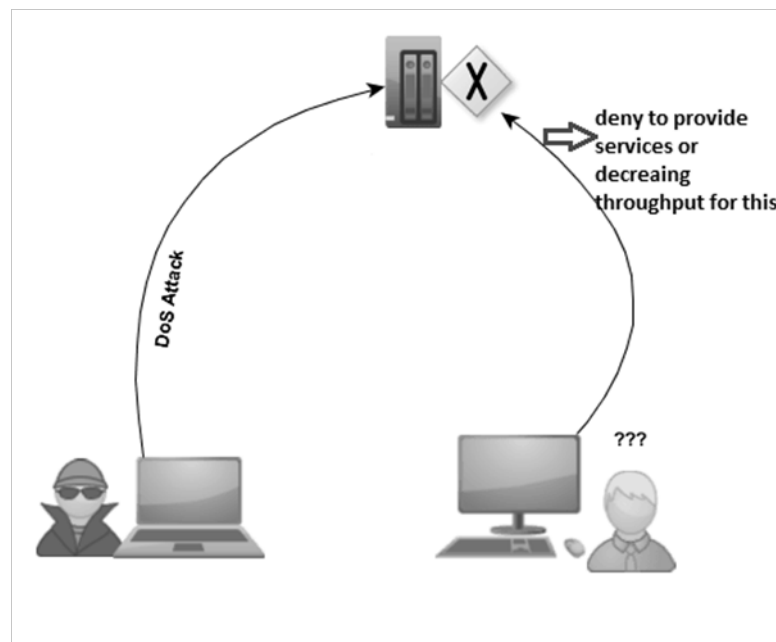 X
deny to provide
services or
decreaing
throughput for this
DoS Attack
???